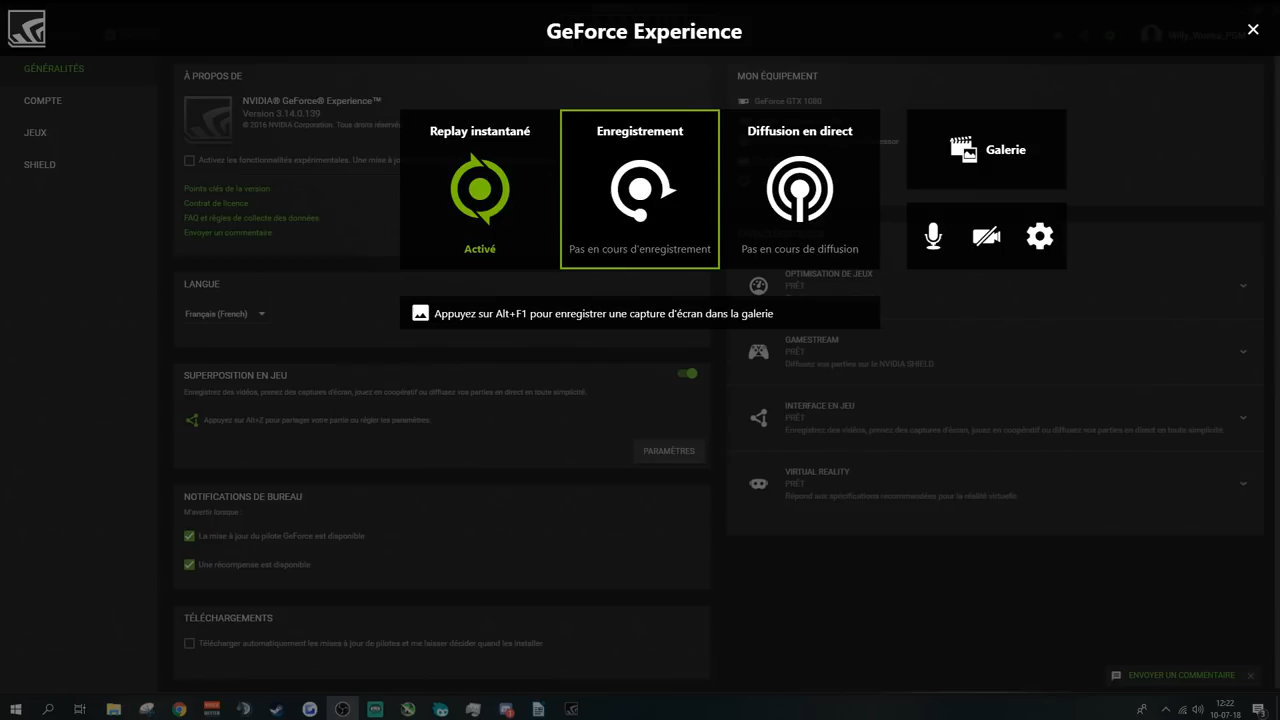 GeForce Experience
GÉNÉRALITÉS
COMPTE
JEUX
SHIELD
À PROPOS DE
NVIDIA® GeForce® Experience™
Version 3.14.0.139
© 2016 NVIDIA Corporation. Tous droits réservés
Activez les fonctionnalités expérimentales. Une mise à jo
Points clés de la version
Contrat de licence
FAQ et règles de collecte des données
Envoyer un commentaire
Replay instantané
Activé
Enregistrement
Pas en cours d'enregistrement
Diffusion en direct
Pas en cours de diffusion
Galerie
Appuyez sur Alt+F1 pour enregistrer une capture d'écran dans la galerie
LANGUE
Français (French)
SUPERPOSITION EN JEU
Enregistrez des vidéos, prenez des captures d'écran, jouez en coopératif ou diffusez vos parties en direct en toute simplicité.
Appuyez sur Alt+Z pour partager votre partie ou régler les paramètres.
PARAMÈTRES
NOTIFICATIONS DE BUREAU
M'avertir lorsque :
La mise à jour du pilote GeForce est disponible
Une récompense est disponible
TÉLÉCHARGEMENTS
Télécharger automatiquement les mises à jour de pilotes et me laisser décider quand les installer
MON ÉQUIPEMENT
GeForce GTX 1080
OPTIMISATION DE JEUX
PRÊT
GAMESTREAM
PRÊT
Diffusez vos parties sur le NVIDIA SHIELD
INTERFACE EN JEU
PRÊT
Enregistrez des vidéos, prenez des captures d'écran, jouez en coopératif ou diffusez vos parties en direct en toute simplicité.
VIRTUAL REALITY
PRÊT
Répond aux spécifications recommandées pour la réalité virtuelle
ENVOYER UN COMMENTAIRE
12:22
10-07-18